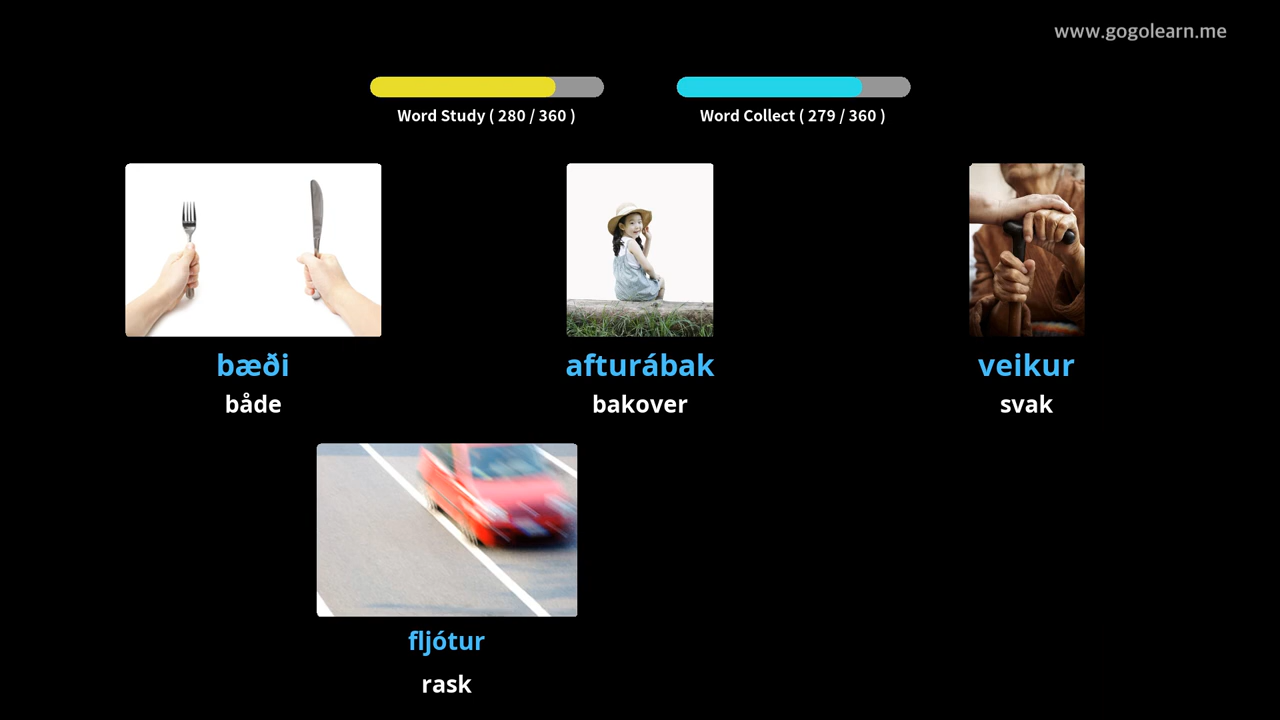 www.gogolearn.me
Word Study ( 280 / 360 )
Word Collect ( 279 / 360 )
bæði
både
afturábak
bakover
veikur
svak
fljótur
rask